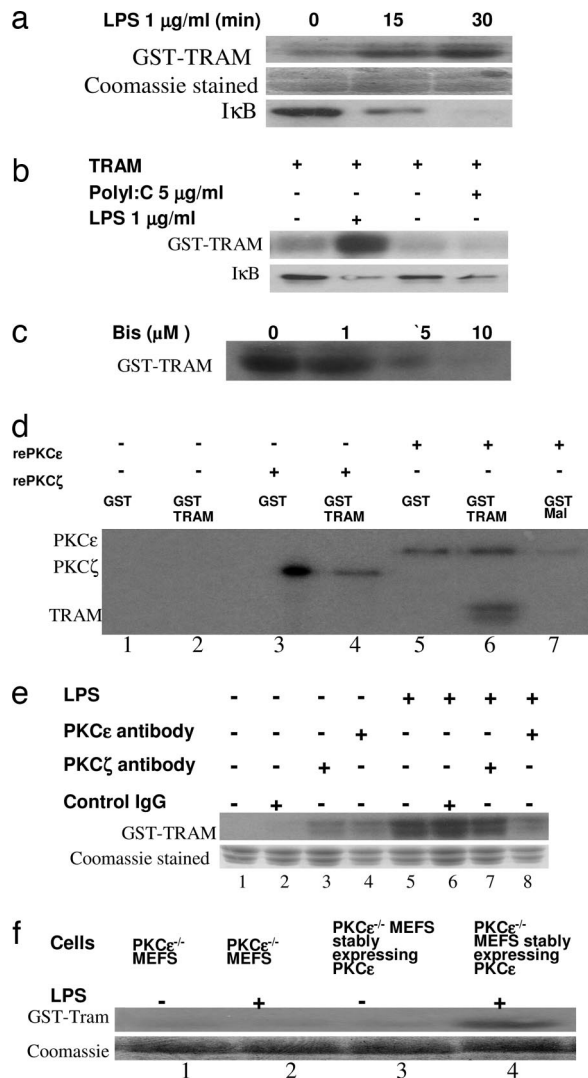 a
LPS 1 µg/ml (min) 0 15 30
GST-TRAM
Coomassie stained
IκB
b
TRAM + + + +
PolyI:C 5 µg/ml - - - +
LPS 1 µg/ml - + - -
GST-TRAM
IκB
c
Bis (µM ) 0 1 `5 10
GST-TRAM
d
rePKCε - - - - + + +
rePKCζ - - + + - - -
GST GST TRAM GST GST TRAM GST GST TRAM GST Mal
PKCε
PKCζ
TRAM
1 2 3 4 5 6 7
e
LPS - - - - + + + +
PKCε antibody - - - + - - - +
PKCζ antibody - - + - - - + -
Control IgG - + - - - + - -
GST-TRAM
Coomassie stained
1 2 3 4 5 6 7 8
f
Cells PKCε-/- MEFS PKCε-/- MEFS PKCε-/- MEFS stably expressing PKCε PKCε-/- MEFS stably expressing PKCε
LPS - + - +
GST-Tram
Coomassie
1 2 3 4